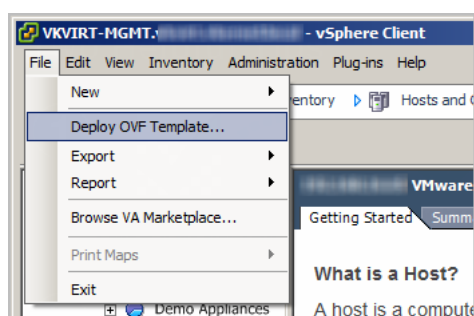 VKVIRT-MGMT. - vSphere Client
File Edit View Inventory Administration Plug-ins Help
New
Inventory Hosts and
Deploy OVF Template...
Export
Report
VMware
Browse VA Marketplace...
Getting Started Summ
Print Maps
What is a Host?
Exit
Demo Appliances
A host is a compute